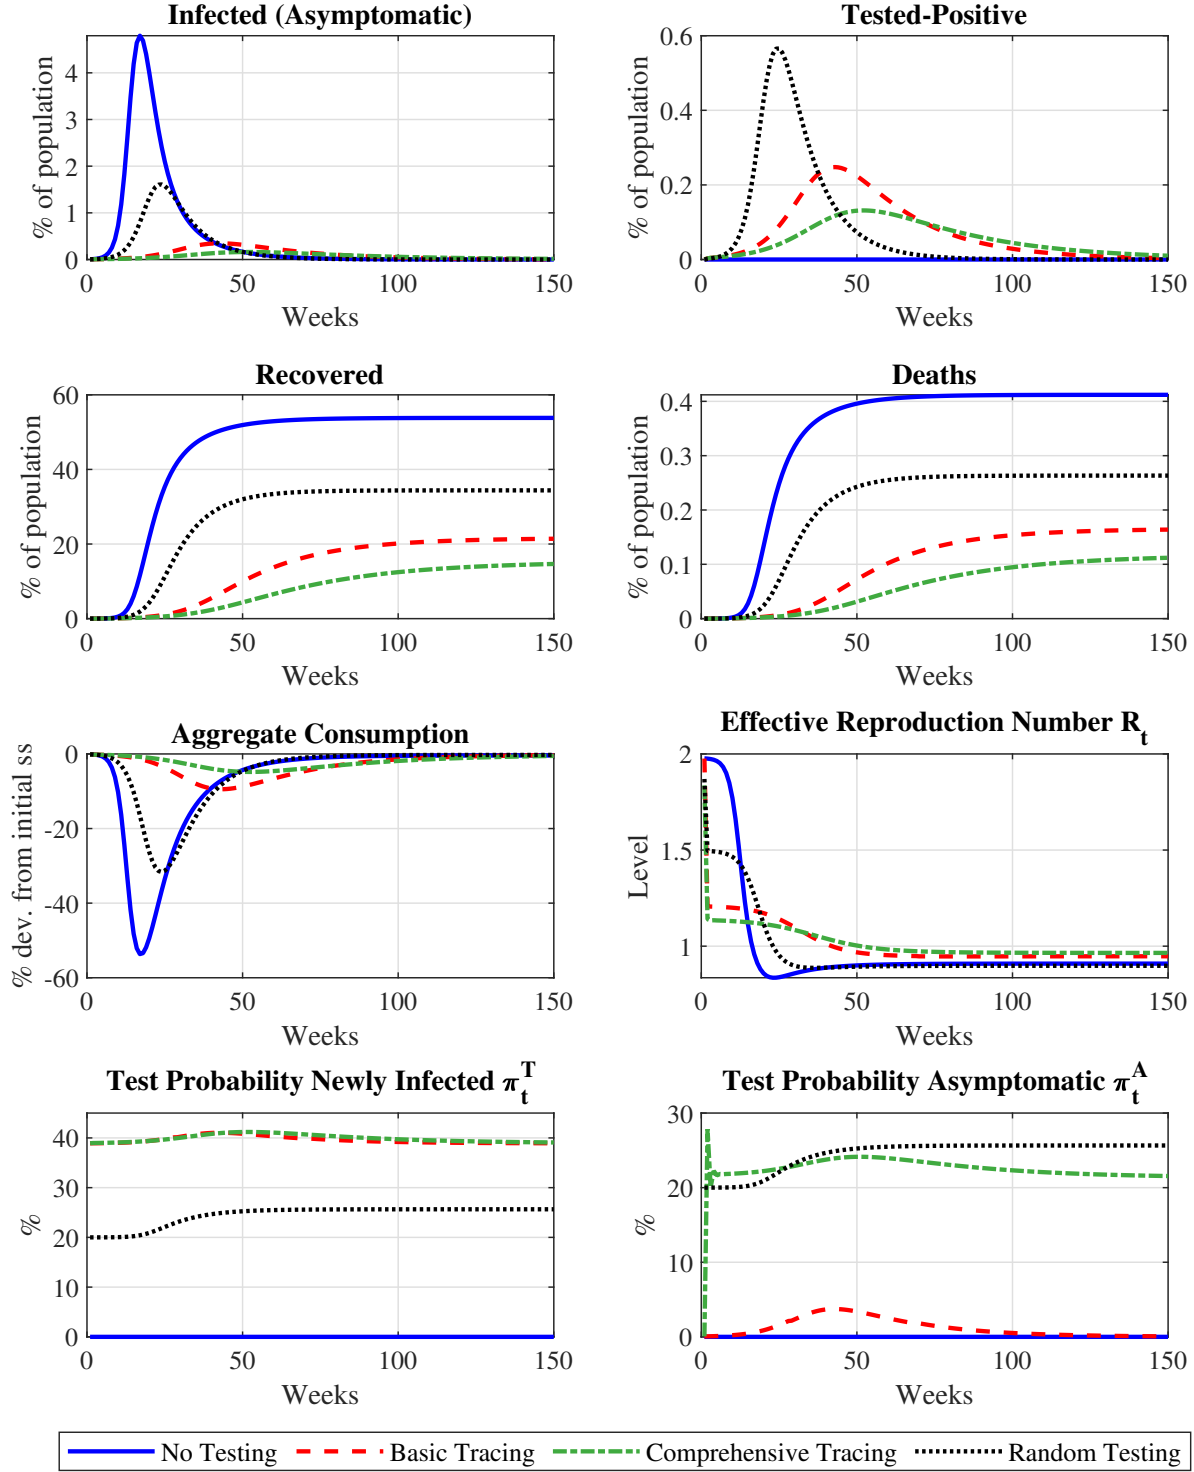 Infected (Asymptomatic)
% of population
4
3
2
1
0
0
50
100
150
Weeks
Tested-Positive
% of population
0.6
0.4
0.2
0
0
50
100
150
Weeks
Recovered
% of population
60
40
20
0
0
50
100
150
Weeks
Deaths
% of population
0.4
0.3
0.2
0.1
0
0
50
100
150
Weeks
Aggregate Consumption
% dev. from initial ss
0
-20
-40
-60
0
50
100
150
Weeks
Effective Reproduction Number R_t
Level
2
1.5
1
0
50
100
150
Weeks
Test Probability Newly Infected π_t^T
%
40
30
20
10
0
0
50
100
150
Weeks
Test Probability Asymptomatic π_t^A
%
30
20
10
0
0
50
100
150
Weeks
No Testing
Basic Tracing
Comprehensive Tracing
Random Testing